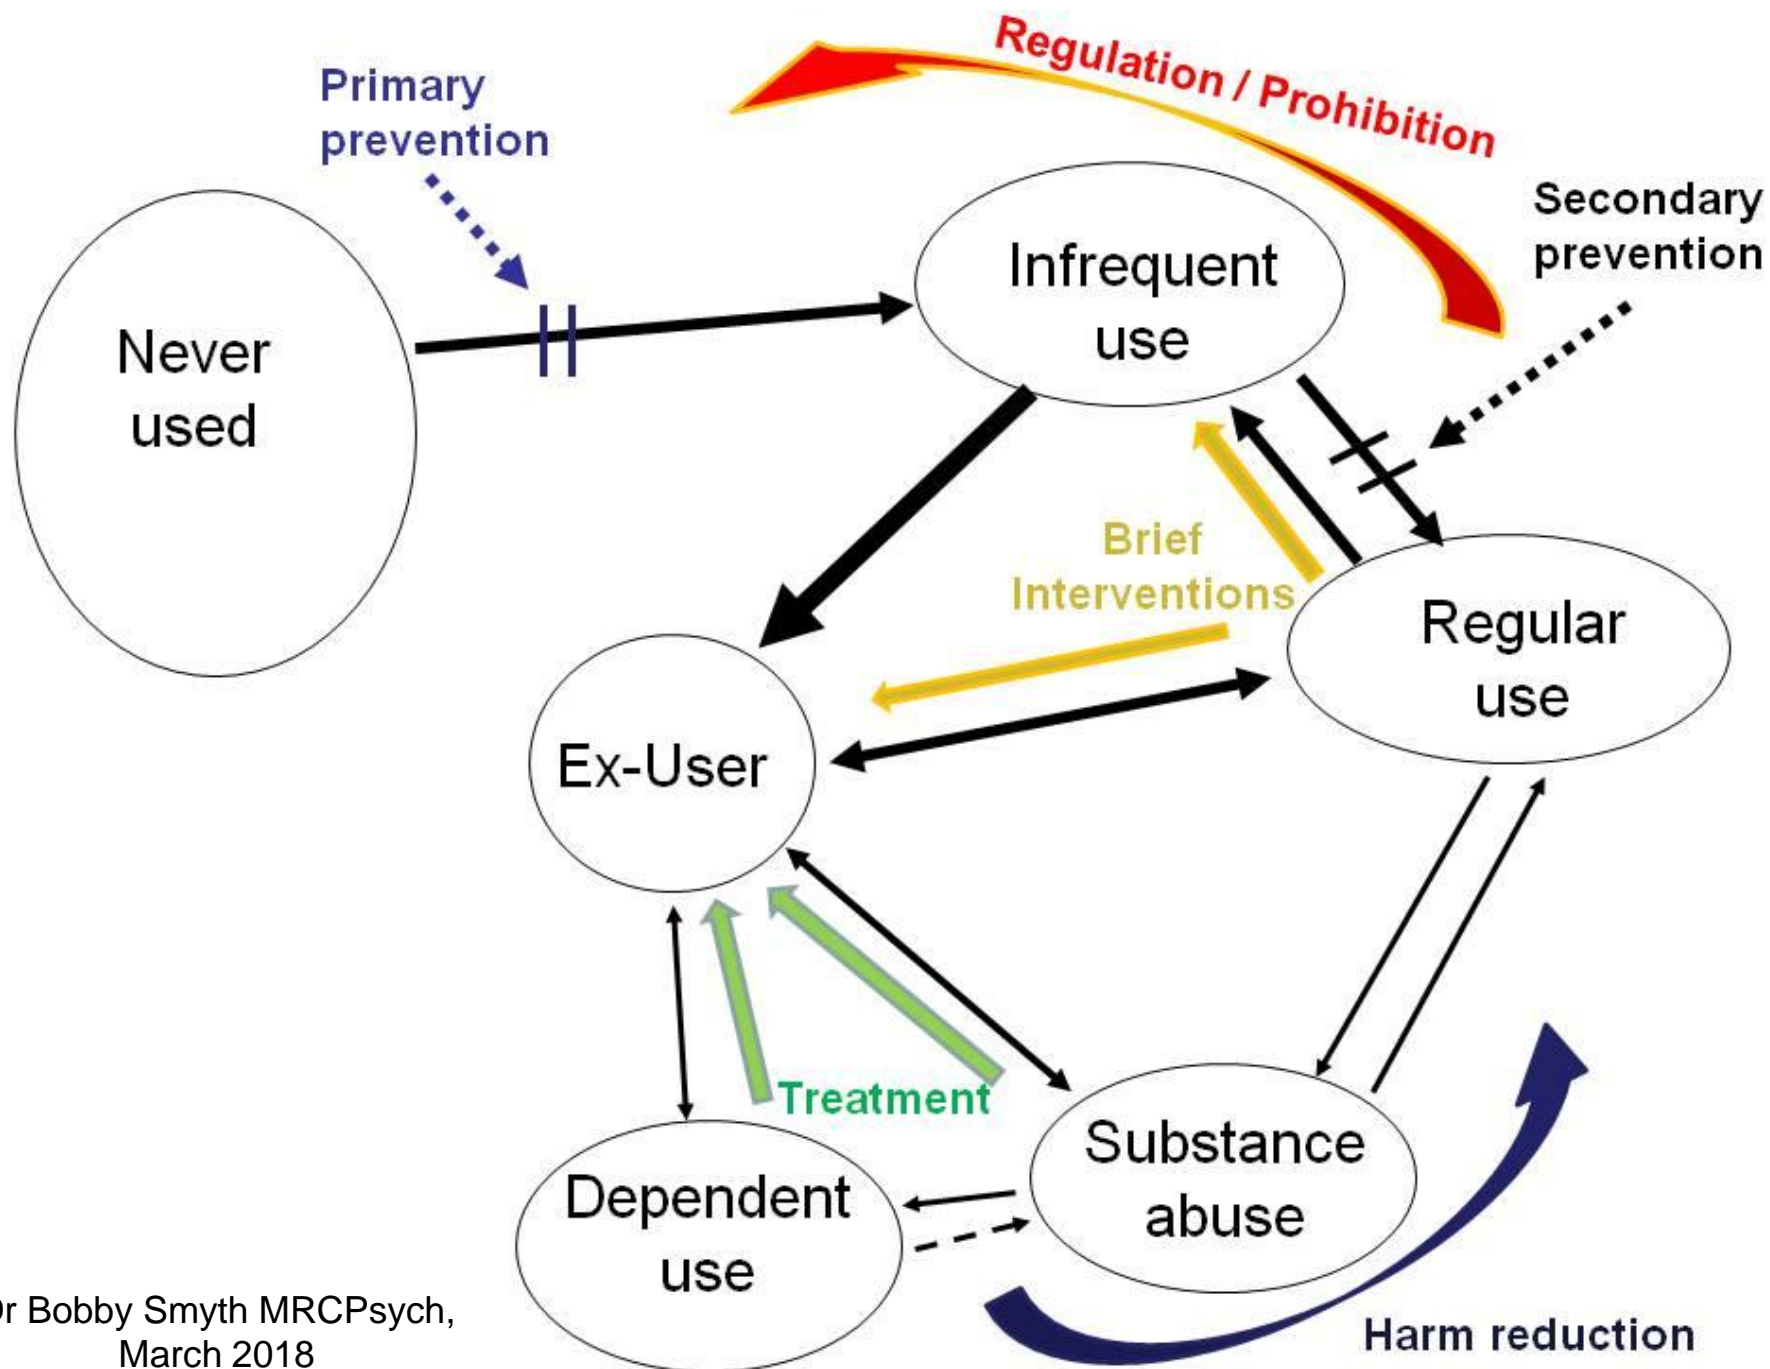 Regulation / Prohibition
Primary
prevention
Secondary
prevention
Infrequent
use
Never
used
Brief
Interventions
Regular
use
Ex-User
Treatment
Substance
abuse
Dependent
use
Harm reduction
Bobby Smyth MRCPsych,
March 2018